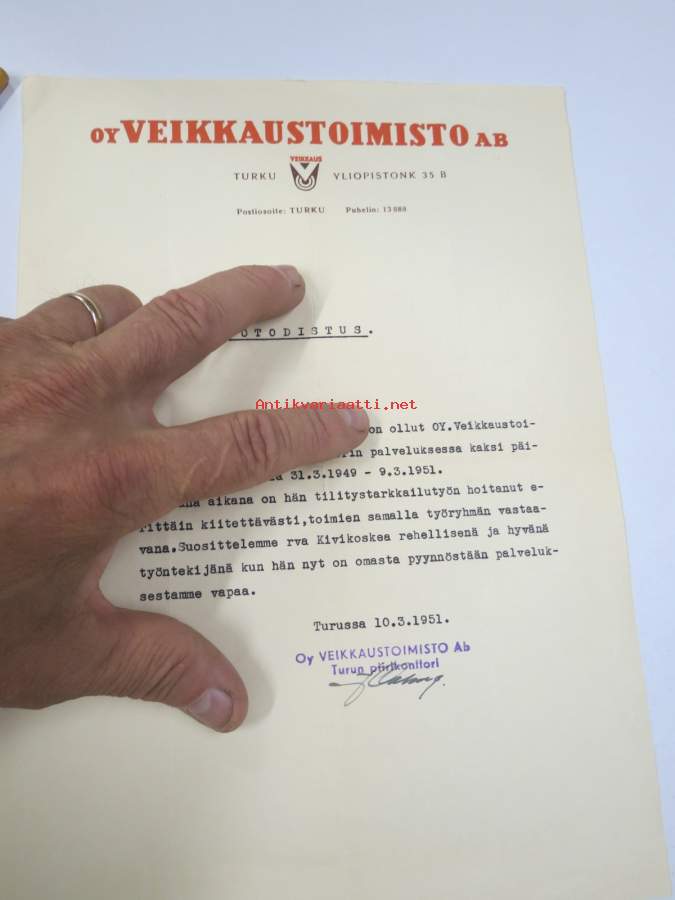 OY VEIKKAUSTOIMISTO AB
VEIKKAUS
TURKU YLIOPISTONK 35 B
Postiosoite: TURKU Puhelin: 13 080
OTODISTUS.
Antikvariaatti.net
on ollut OY.Veikkaustoi-
rin palveluksessa kaksi päi-
31.3.1949 - 9.3.1951.
aikana on hän tilitystarkkailutyön hoitanut e-
rittäin kiitettävästi,toimien samalla työryhmän vastaa-
vana.Suosittelemme rva Kivikoskea rehellisenä ja hyvänä
työntekijänä kun hän nyt on omasta pyynnöstään palveluk-
sestamme vapaa.
Turussa 10.3.1951.
Oy VEIKKAUSTOIMISTO Ab
Turun piirikonttori